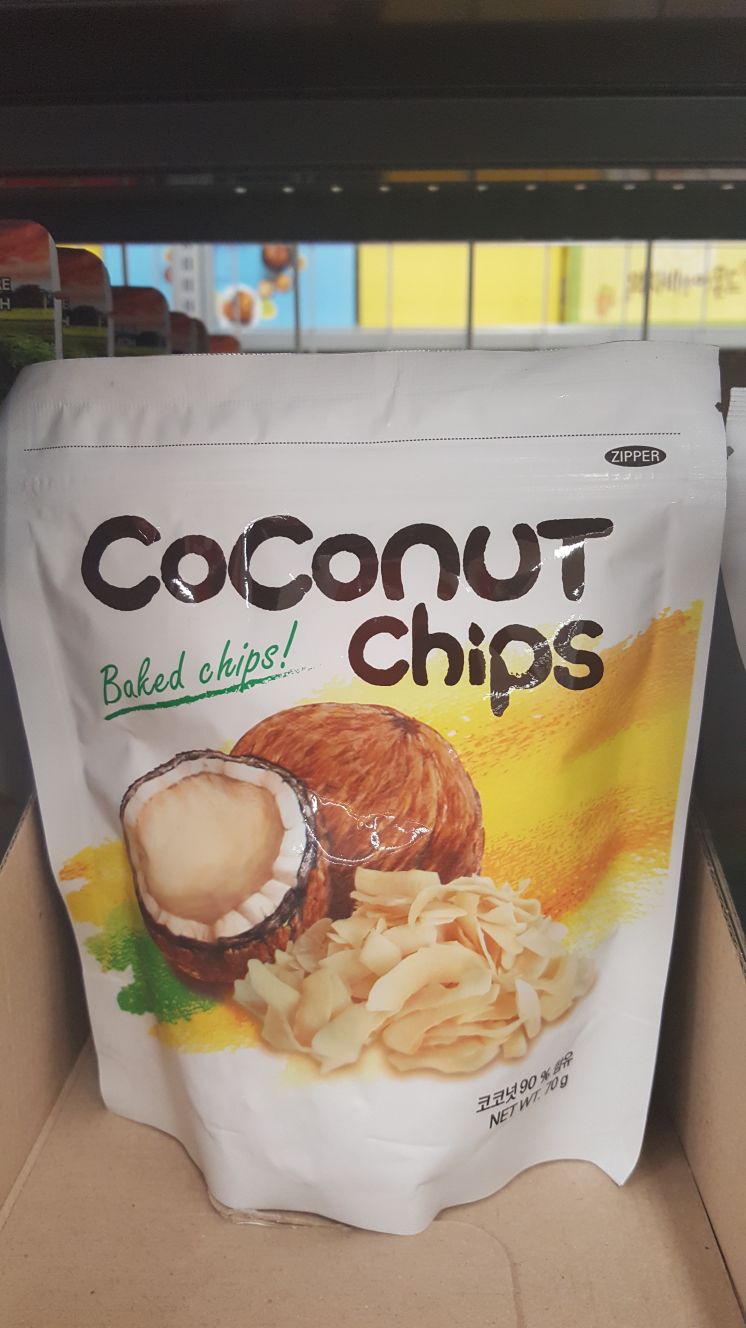 ZIPPER
CoConuT
chips
Baked chips!
코코넛 90 % 함유
NET WT. 70 g